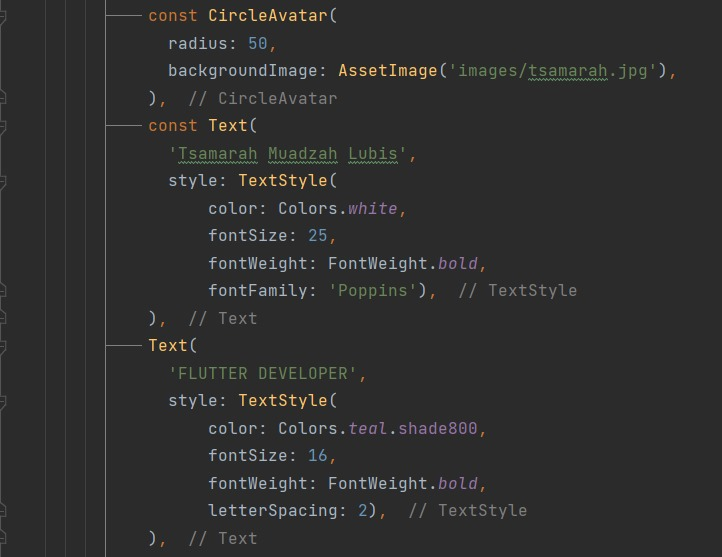 const CircleAvatar(
radius: 50,
backgroundImage: AssetImage('images/tsamarah.jpg'),
), // CircleAvatar
const Text(
'Tsamarah Muadzah Lubis',
style: TextStyle(
color: Colors.white,
fontSize: 25,
fontWeight: FontWeight.bold,
fontFamily: 'Poppins'), // TextStyle
), // Text
Text(
'FLUTTER DEVELOPER',
style: TextStyle(
color: Colors.teal.shade800,
fontSize: 16,
fontWeight: FontWeight.bold,
letterSpacing: 2), // TextStyle
), // Text